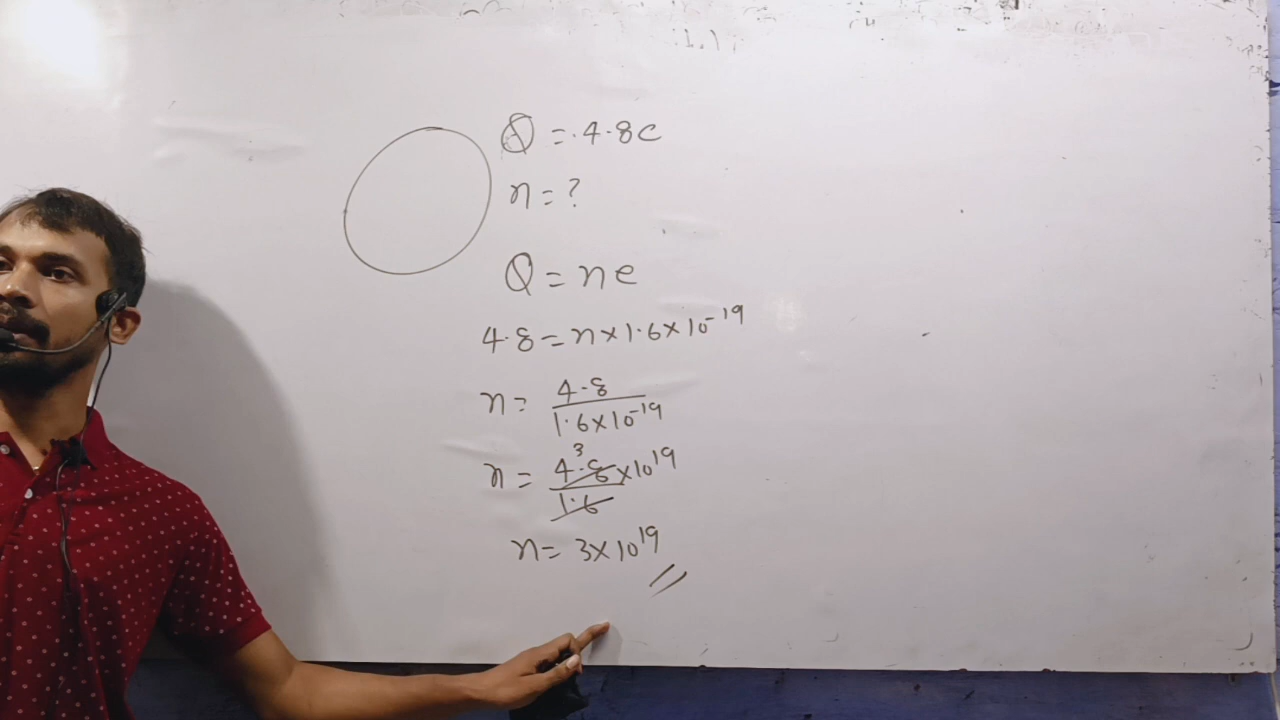 Q = .4.8C
n = ?
Q = ne
4.8 = n × 1.6 × 10⁻¹⁹
n = 4.8 / 1.6 × 10⁻¹⁹
3
n = 4.8 × 10¹⁹ / 1.6
n = 3 × 10¹⁹